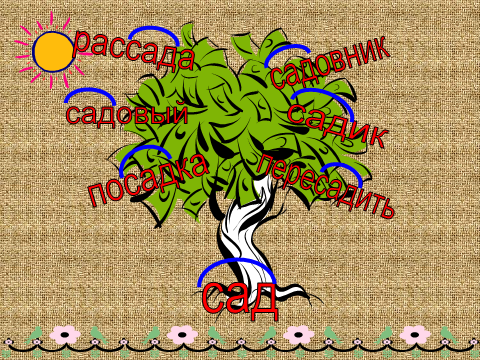 рассада
садовник
садовый
садик
посадка
пересадить
сад